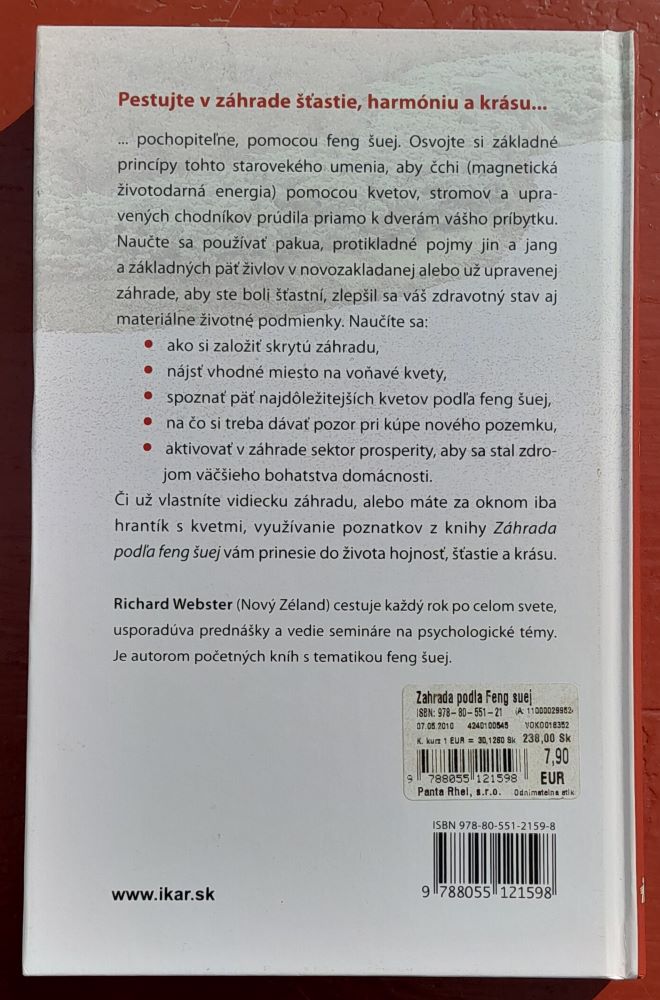 Pestujte v záhrade šťastie, harmóniu a krásu...
... pochopiteľne, pomocou feng šuej. Osvojte si základné
princípy tohto starovekého umenia, aby čchi (magnetická
životodarná energia) pomocou kvetov, stromov a upra-
vených chodníkov prúdila priamo k dverám vášho príbytku.
Naučte sa používať pakua, protikladné pojmy jin a jang
a základných päť živlov v novozakladanej alebo už upravenej
záhrade, aby ste boli šťastní, zlepšil sa váš zdravotný stav aj
materiálne životné podmienky. Naučíte sa:
• ako si založiť skrytú záhradu,
• nájsť vhodné miesto na voňavé kvety,
• spoznať päť najdôležitejších kvetov podľa feng šuej,
• na čo si treba dávať pozor pri kúpe nového pozemku,
• aktivovať v záhrade sektor prosperity, aby sa stal zdro-
jom väčšieho bohatstva domácnosti.
Či už vlastníte vidiecku záhradu, alebo máte za oknom iba
hrantík s kvetmi, využívanie poznatkov z knihy Záhrada
podľa feng šuej vám prinesie do života hojnosť, šťastie a krásu.
Richard Webster (Nový Zéland) cestuje každý rok po celom svete,
usporadúva prednášky a vedie semináre na psychologické témy.
Je autorom početných kníh s tematikou feng šuej.
Zahrada podla Feng suej
ISBN: 978-80-551-21 (A: 11000029952
07.05.2010 4240100545 VOK0018352
K. kurz 1 EUR = 30,1260 Sk 238,00 Sk
7,90
EUR
9 788055 121598
Panta Rhei, s.r.o. Odnimatelna etik
ISBN 978-80-551-2159-8
9 788055 121598
www.ikar.sk